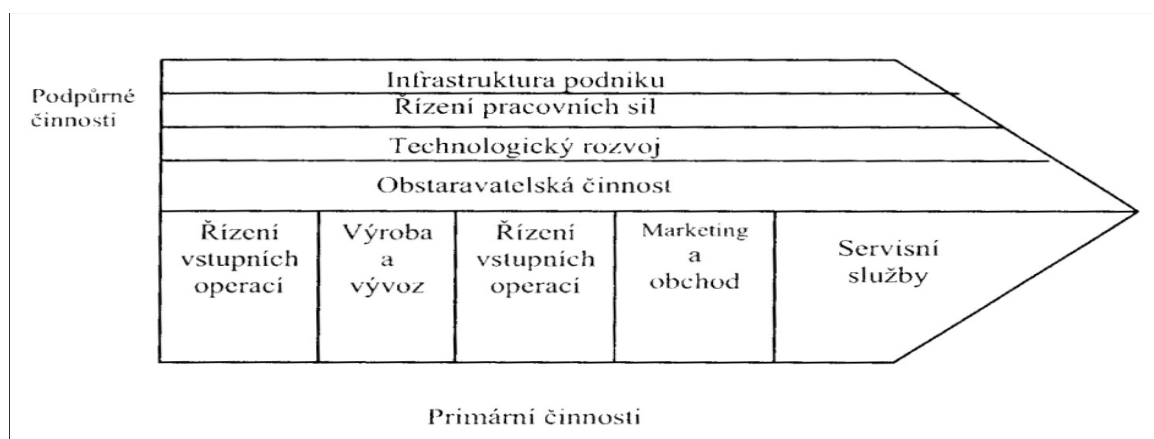 Podpůrné
činnosti
Infrastruktura podniku
Řízení pracovních sil
Technologický rozvoj
Obstaravatelská činnost
Řízení
vstupních
operací
Výroba
a
vývoz
Řízení
vstupních
operací
Marketing
a
obchod
Servisní
služby
Primární činnosti